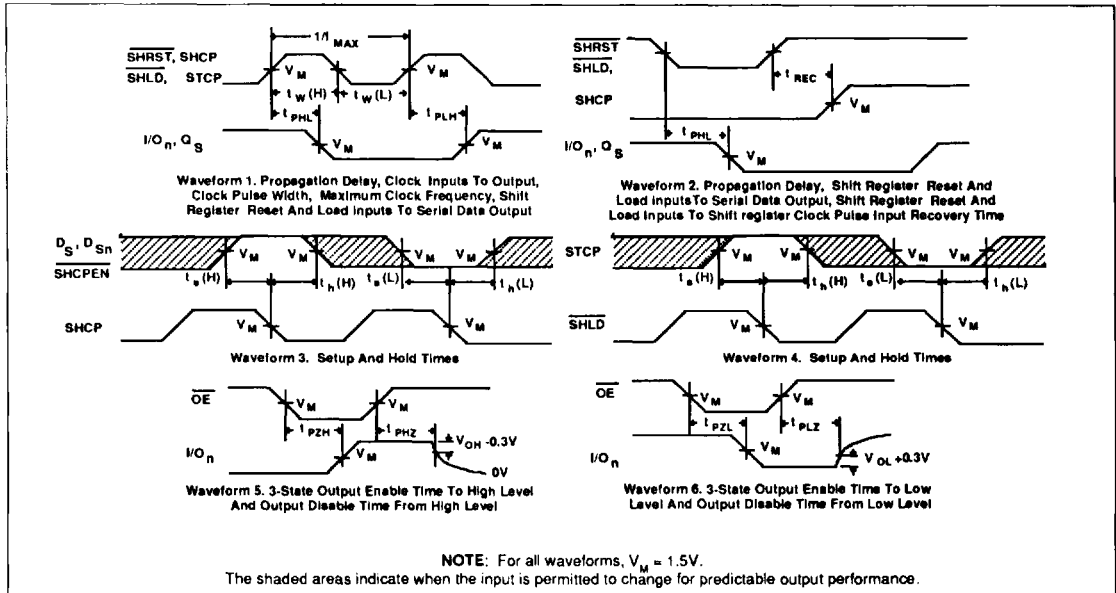 1/f MAX
SHRST, SHCP
SHLD, STCP
V M
V M
t W (H) t W (L)
t PHL
t PLH
I/O n, Q S
V M
V M
Waveform 1. Propagation Delay, Clock Inputs To Output,
Clock Pulse Width, Maximum Clock Frequency, Shift
Register Reset And Load Inputs To Serial Data Output
SHRST
SHLD,
t REC
SHCP
V M
t PHL
I/O n, Q S
V M
Waveform 2. Propagation Delay, Shift Register Reset And
Load InputsTo Serial Data Output, Shift Register Reset And
Load Inputs To Shift register Clock Pulse Input Recovery Time
D S, D Sn
SHCPEN
V M V M V M V M
t s (H) t h (H) t s (L) t h (L)
SHCP
V M V M
Waveform 3. Setup And Hold Times
STCP
V M V M V M V M
t s (H) t h (H) t s (L) t h (L)
SHLD
V M V M
Waveform 4. Setup And Hold Times
OE
V M V M
t PZH t PHZ
V OH -0.3V
I/O n
V M
0V
Waveform 5. 3-State Output Enable Time To High Level
And Output Disable Time From High Level
OE
V M V M
t PZL t PLZ
I/O n
V M
V OL +0.3V
Waveform 6. 3-State Output Enable Time To Low
Level And Output Disable Time From Low Level
NOTE: For all waveforms, V M = 1.5V.
The shaded areas indicate when the input is permitted to change for predictable output performance.